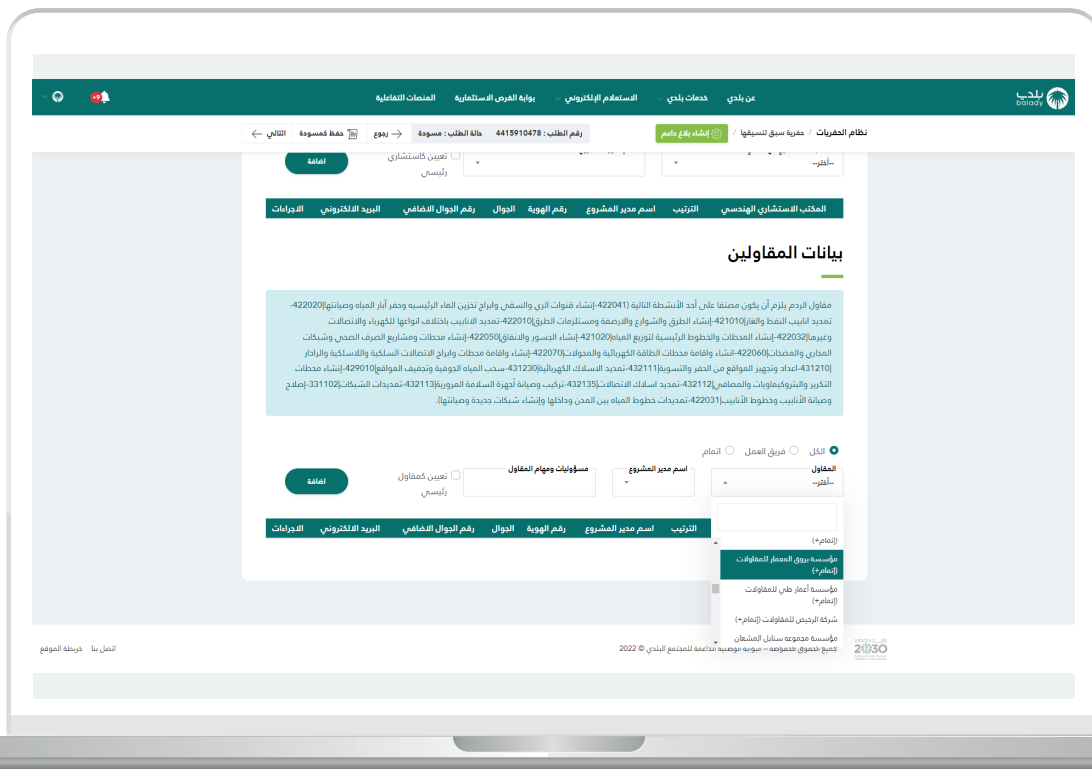 بلدي
balady
عن بلدي
خدمات بلدي
الاستعلام الإلكتروني
بوابة الفرص الاستثمارية
المنصات التفاعلية
+9
نظام الحفريات / حفرية سبق تنسيقها /
إنشاء بلاغ داعم
رقم الطلب : 4415910478
حالة الطلب : مسودة
رجوع
حفظ كمسودة
التالي
--أختر--
تعيين كاستشاري
رئيسي
اضافة
المكتب الاستشاري الهندسي الترتيب اسم مدير المشروع رقم الهوية الجوال رقم الجوال الاضافي البريد الالكتروني الاجراءات
بيانات المقاولين
مقاول الردم يلزم أن يكون مصنفا على أحد الأنشطة التالية (422041-إنشاء قنوات الري والسقي وابراج تخزين الماء الرئيسيه وحفر آبار المياه وصيانتها|422020-
تمديد انابيب النفط والغاز|421010-إنشاء الطرق والشوارع والارصفة ومستلزمات الطرق|422010-تمديد الانابيب باختلاف انواعها للكهرباء والاتصالات
وغيرها|422032-إنشاء المحطات والخطوط الرئيسية لتوزيع المياه|421020-إنشاء الجسور والانفاق|422050-إنشاء محطات ومشاريع الصرف الصحي وشبكات
المجاري والمضخات|422060-انشاء واقامة محطات الطاقة الكهربائية والمحولات|422070-إنشاء واقامة محطات وابراج الاتصالات السلكية واللاسلكية والرادار
|431210-اعداد وتجهيز المواقع من الحفر والتسوية|432111-تمديد الاسلاك الكهربائية|431230-سحب المياه الجوفية وتجفيف المواقع|429010-إنشاء محطات
التكرير والبتروكيماويات والمصافي|432112-تمديد اسلاك الاتصالات|432135-تركيب وصيانة أجهزة السلامة المرورية|432113-تمديدات الشبكات|331102-إصلاح
وصيانة الأنابيب وخطوط الأنابيب|422031-تمديدات خطوط المياه بين المدن وداخلها وإنشاء شبكات جديدة وصيانتها).
الكل فريق العمل اتمام
المقاول
--أختر--
اسم مدير المشروع
مسؤوليات ومهام المقاول
تعيين كمقاول
رئيسي
اضافة
الترتيب اسم مدير المشروع رقم الهوية الجوال رقم الجوال الاضافي البريد الالكتروني الاجراءات
(إتمام+)
مؤسسة بروق المعمار للمقاولات
(إتمام+)
مؤسسة أعمار طي للمقاولات
(إتمام+)
شركة الرخيص للمقاولات (إتمام+)
مؤسسة مجموعه سنابل المشعان
للمجتمع البلدي © 2022
2030
اتصل بنا خريطة الموقع